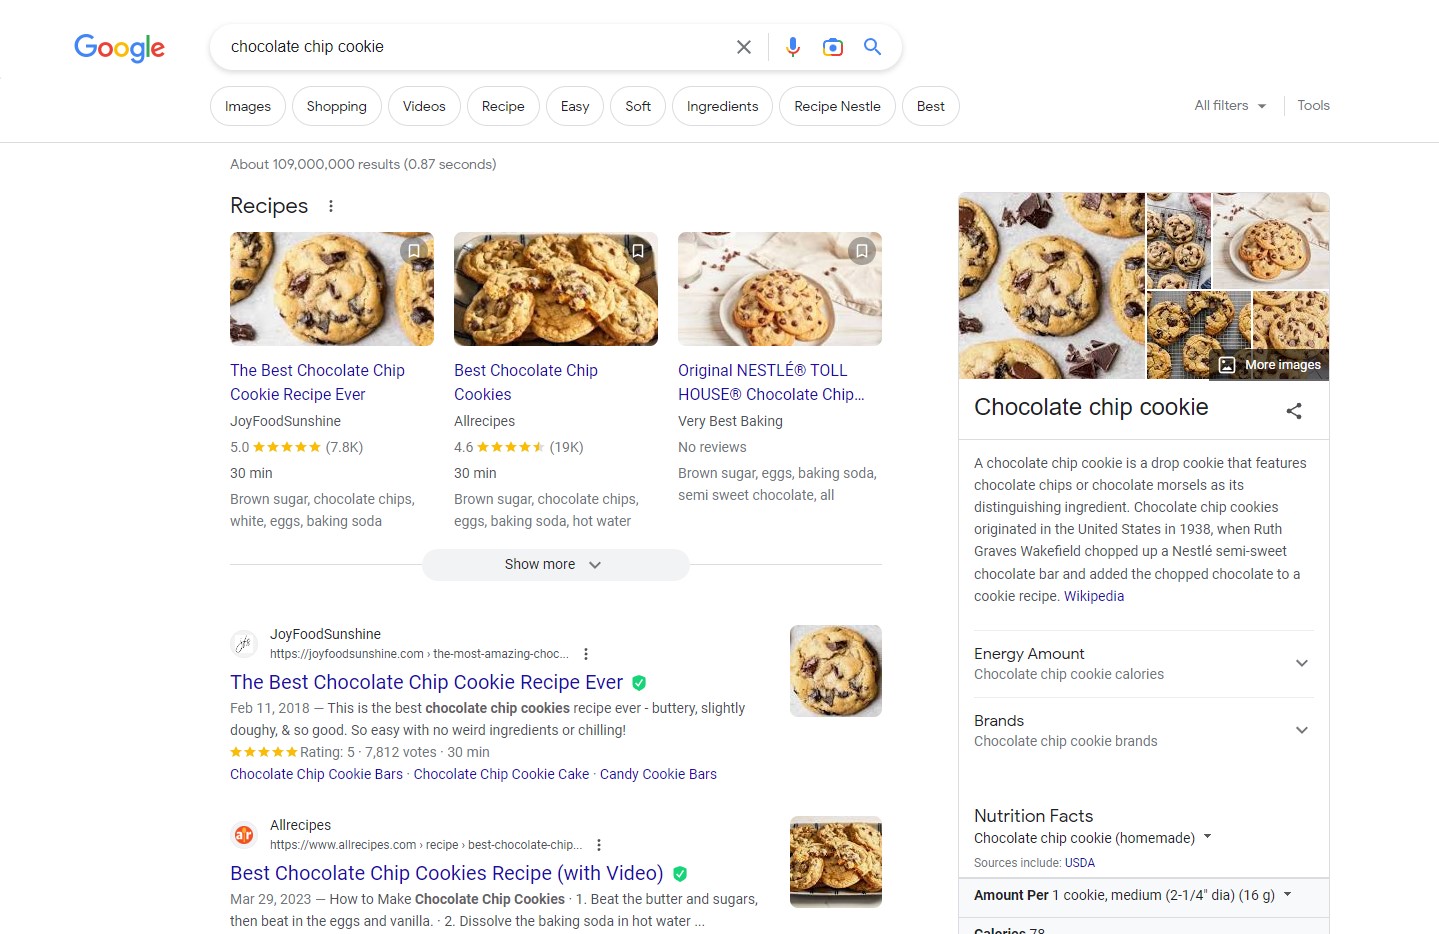 Google
chocolate chip cookie
Images
Shopping
Videos
Recipe
Easy
Soft
Ingredients
Recipe Nestle
Best
All filters
Tools
About 109,000,000 results (0.87 seconds)
Recipes
The Best Chocolate Chip
Cookie Recipe Ever
JoyFoodSunshine
5.0 ★★★★★ (7.8K)
30 min
Brown sugar, chocolate chips,
white, eggs, baking soda
Best Chocolate Chip
Cookies
Allrecipes
4.6 ★★★★★ (19K)
30 min
Brown sugar, chocolate chips,
eggs, baking soda, hot water
Original NESTLÉ® TOLL
HOUSE® Chocolate Chip...
Very Best Baking
No reviews
Brown sugar, eggs, baking soda,
semi sweet chocolate, all
Show more
JoyFoodSunshine
https://joyfoodsunshine.com › the-most-amazing-choc...
The Best Chocolate Chip Cookie Recipe Ever
Feb 11, 2018 — This is the best chocolate chip cookies recipe ever - buttery, slightly
doughy, & so good. So easy with no weird ingredients or chilling!
★★★★★ Rating: 5 · 7,812 votes · 30 min
Chocolate Chip Cookie Bars · Chocolate Chip Cookie Cake · Candy Cookie Bars
ar
Allrecipes
https://www.allrecipes.com › recipe › best-chocolate-chip...
Best Chocolate Chip Cookies Recipe (with Video)
Mar 29, 2023 — How to Make Chocolate Chip Cookies · 1. Beat the butter and sugars,
then beat in the eggs and vanilla. · 2. Dissolve the baking soda in hot water ...
More images
Chocolate chip cookie
A chocolate chip cookie is a drop cookie that features
chocolate chips or chocolate morsels as its
distinguishing ingredient. Chocolate chip cookies
originated in the United States in 1938, when Ruth
Graves Wakefield chopped up a Nestlé semi-sweet
chocolate bar and added the chopped chocolate to a
cookie recipe. Wikipedia
Energy Amount
Chocolate chip cookie calories
Brands
Chocolate chip cookie brands
Nutrition Facts
Chocolate chip cookie (homemade)
Sources include: USDA
Amount Per 1 cookie, medium (2-1/4" dia) (16 g)
Calories 78